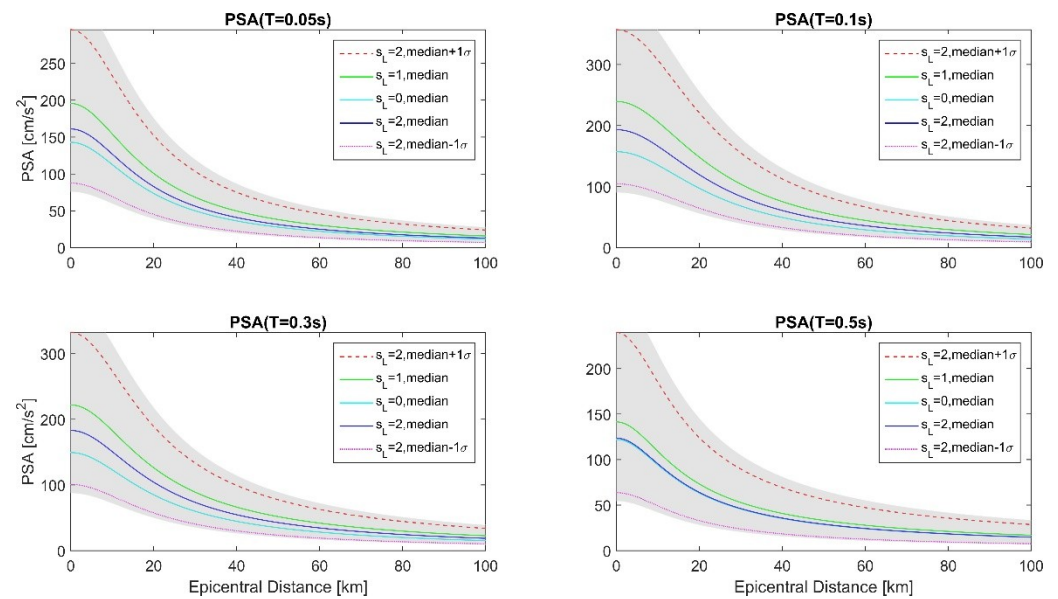 PSA(T=0.05s)
PSA [cm/s²]
250
200
150
100
50
0
s_L=2,median+1σ
s_L=1,median
s_L=0,median
s_L=2,median
s_L=2,median-1σ
0 20 40 60 80 100
PSA(T=0.1s)
300
200
100
0
s_L=2,median+1σ
s_L=1,median
s_L=0,median
s_L=2,median
s_L=2,median-1σ
0 20 40 60 80 100
PSA(T=0.3s)
PSA [cm/s²]
300
200
100
0
s_L=2,median+1σ
s_L=1,median
s_L=0,median
s_L=2,median
s_L=2,median-1σ
0 20 40 60 80 100
Epicentral Distance [km]
PSA(T=0.5s)
200
150
100
50
0
s_L=2,median+1σ
s_L=1,median
s_L=0,median
s_L=2,median
s_L=2,median-1σ
0 20 40 60 80 100
Epicentral Distance [km]